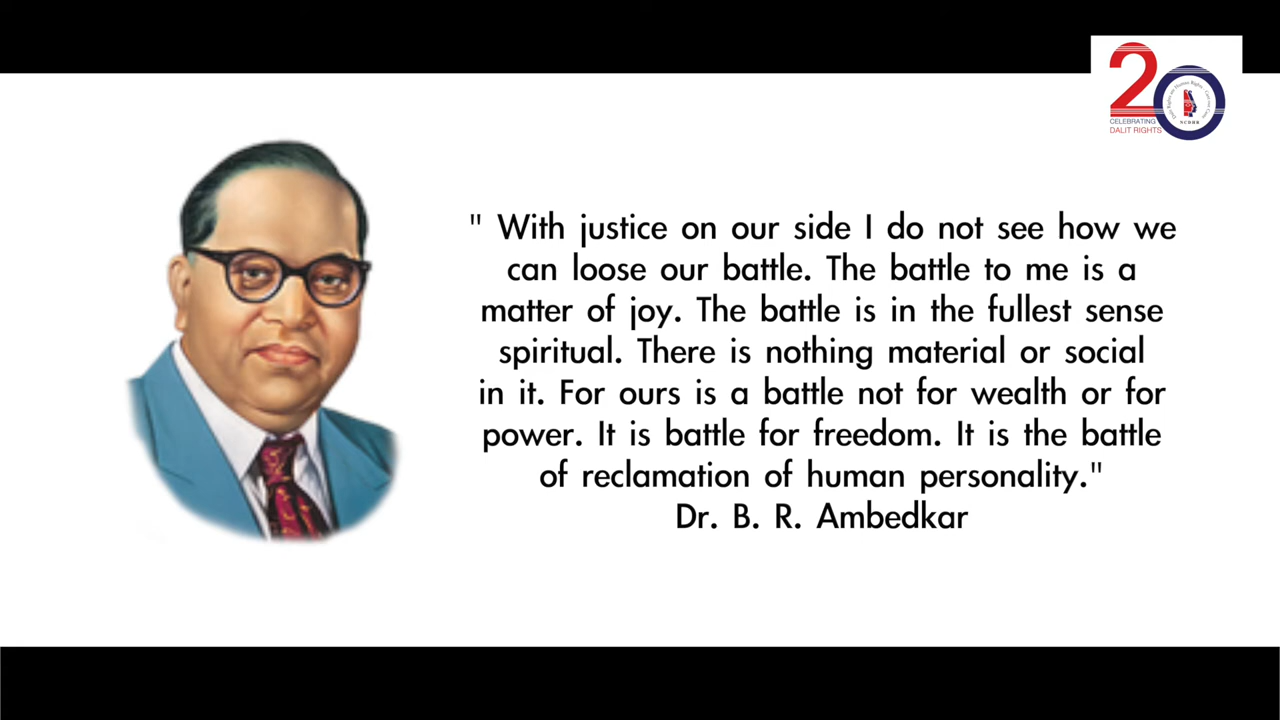 20
CELEBRATING
DALIT RIGHTS
NCDHR
" With justice on our side I do not see how we
can loose our battle. The battle to me is a
matter of joy. The battle is in the fullest sense
spiritual. There is nothing material or social
in it. For ours is a battle not for wealth or for
power. It is battle for freedom. It is the battle
of reclamation of human personality."
Dr. B. R. Ambedkar